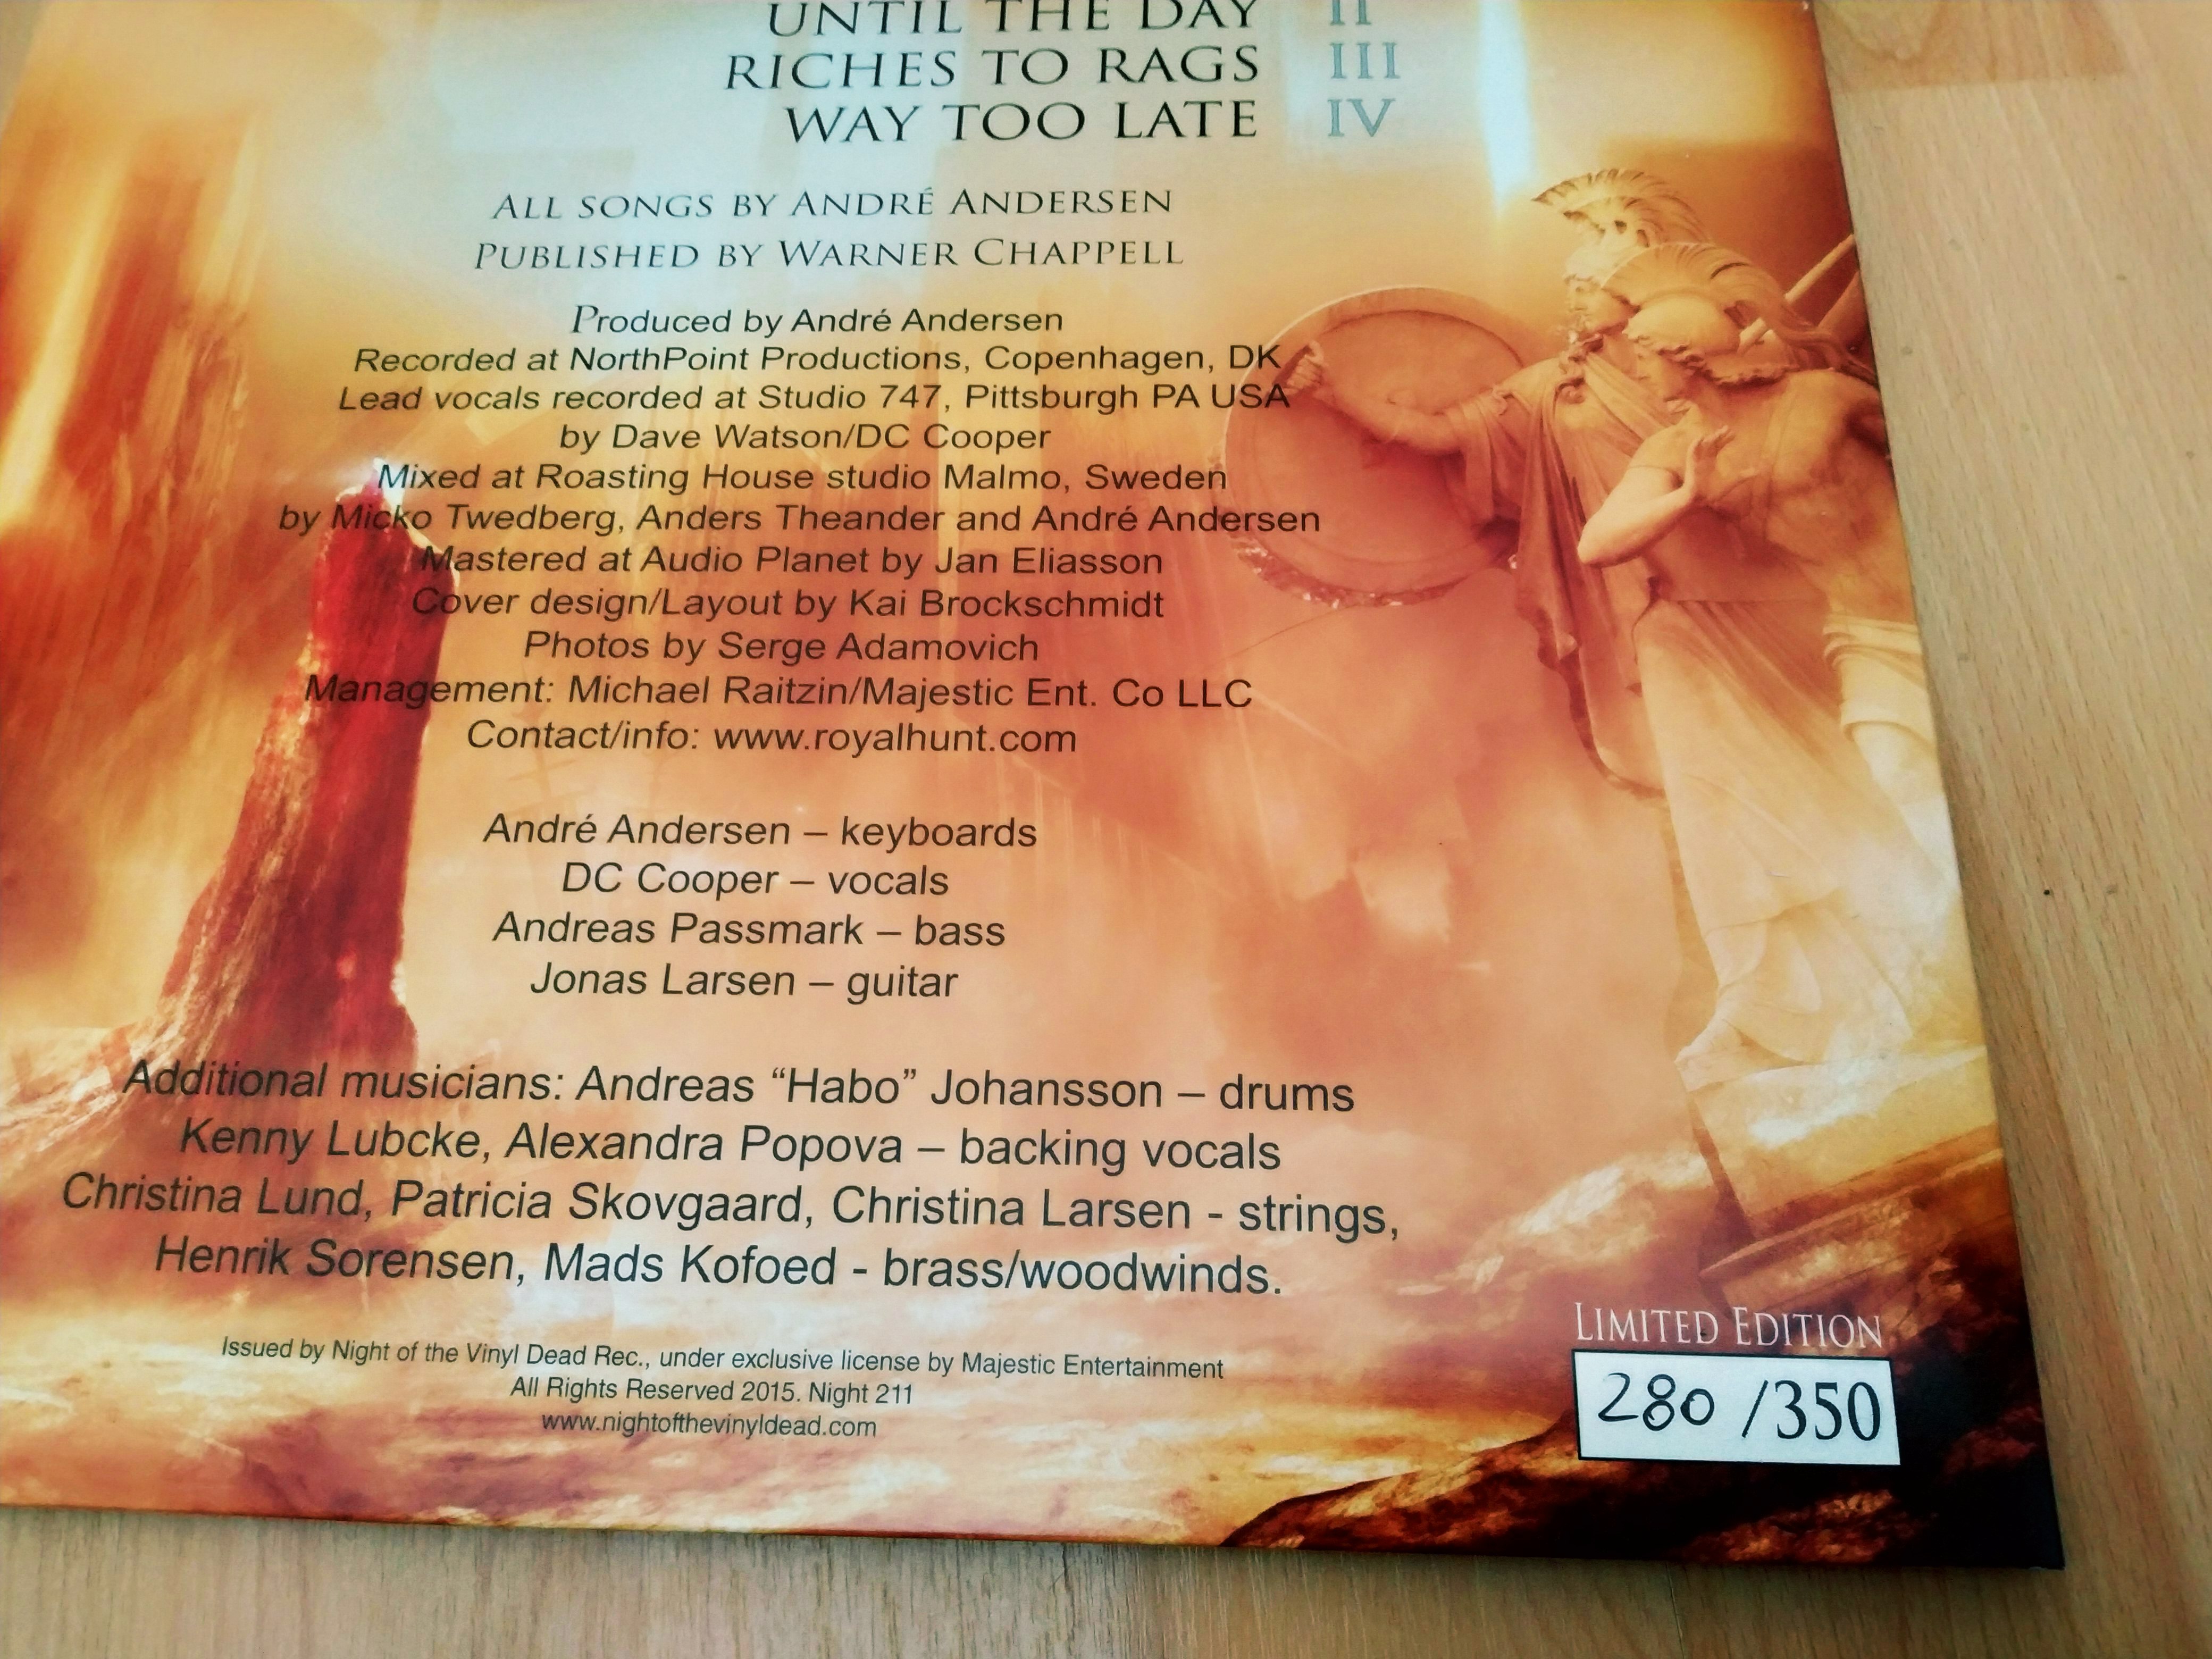 UNTIL THE DAY II
RICHES TO RAGS III
WAY TOO LATE IV
ALL SONGS BY ANDRÉ ANDERSEN
PUBLISHED BY WARNER CHAPPELL
Produced by André Andersen
Recorded at NorthPoint Productions, Copenhagen, DK
Lead vocals recorded at Studio 747, Pittsburgh PA USA
by Dave Watson/DC Cooper
Mixed at Roasting House studio Malmo, Sweden
by Micko Twedberg, Anders Theander and André Andersen
Mastered at Audio Planet by Jan Eliasson
Cover design/Layout by Kai Brockschmidt
Photos by Serge Adamovich
Management: Michael Raitzin/Majestic Ent. Co LLC
Contact/info: www.royalhunt.com
André Andersen – keyboards
DC Cooper – vocals
Andreas Passmark – bass
Jonas Larsen – guitar
Additional musicians: Andreas “Habo” Johansson – drums
Kenny Lubcke, Alexandra Popova – backing vocals
Christina Lund, Patricia Skovgaard, Christina Larsen - strings,
Henrik Sorensen, Mads Kofoed - brass/woodwinds.
Issued by Night of the Vinyl Dead Rec., under exclusive license by Majestic Entertainment
All Rights Reserved 2015. Night 211
www.nightofthevinyldead.com
LIMITED EDITION
280 /350